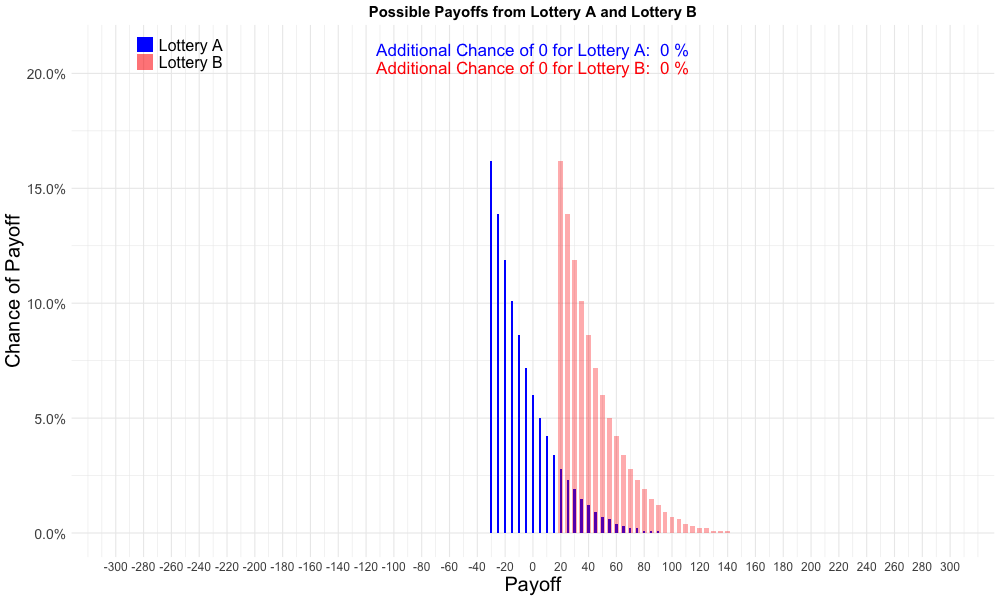 Possible Payoffs from Lottery A and Lottery B
Lottery A
Lottery B
Additional Chance of 0 for Lottery A: 0 %
Additional Chance of 0 for Lottery B: 0 %
Chance of Payoff
20.0%
15.0%
10.0%
5.0%
0.0%
-300 -280 -260 -240 -220 -200 -180 -160 -140 -120 -100 -80 -60 -40 -20 0 20 40 60 80 100 120 140 160 180 200 220 240 260 280 300
Payoff